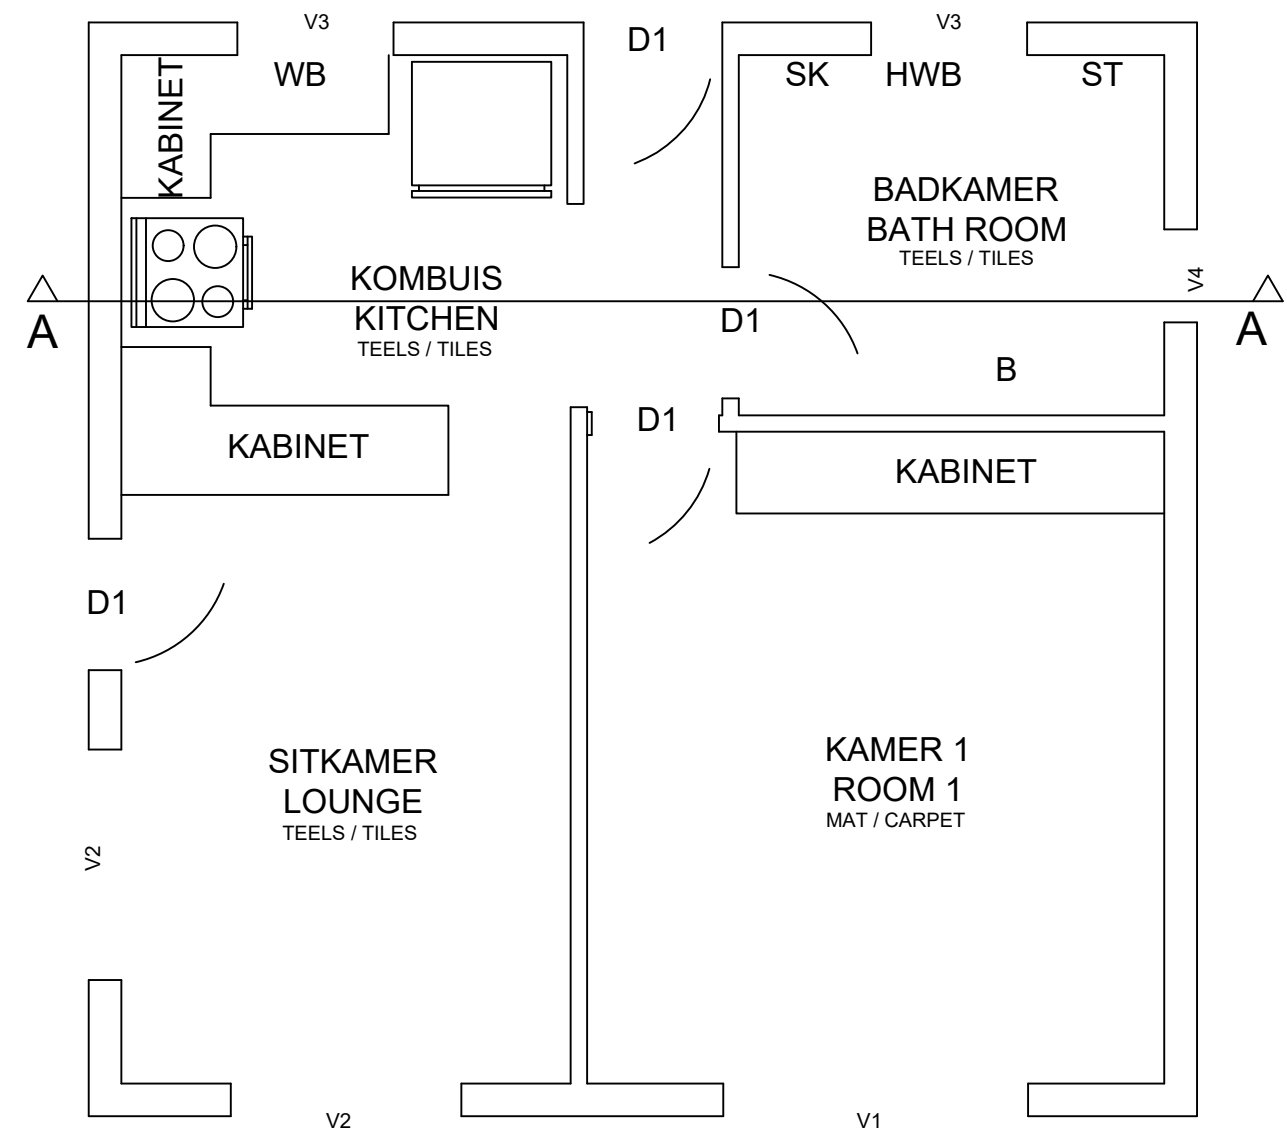 V3
V3
D1
WB
SK
HWB
ST
KABINET
BADKAMER
BATH ROOM
TEELS / TILES
KOMBUIS
KITCHEN
TEELS / TILES
V4
A
D1
A
B
D1
KABINET
KABINET
D1
SITKAMER
LOUNGE
TEELS / TILES
KAMER 1
ROOM 1
MAT / CARPET
V2
V2
V1